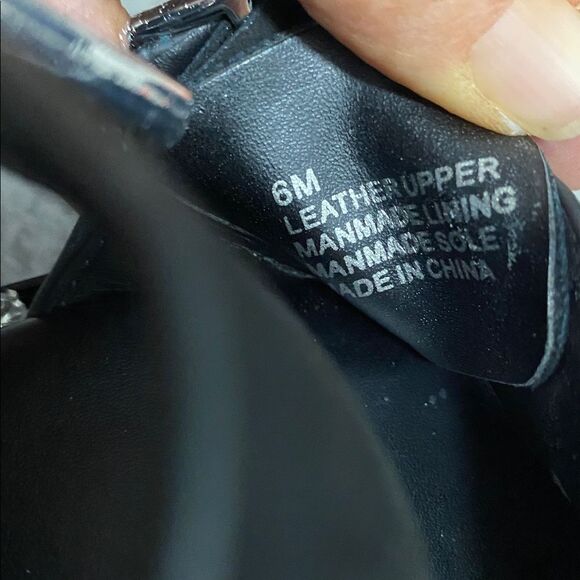 6M
LEATHER UPPER
MANMADE LINING
MANMADE SOLE
MADE IN CHINA